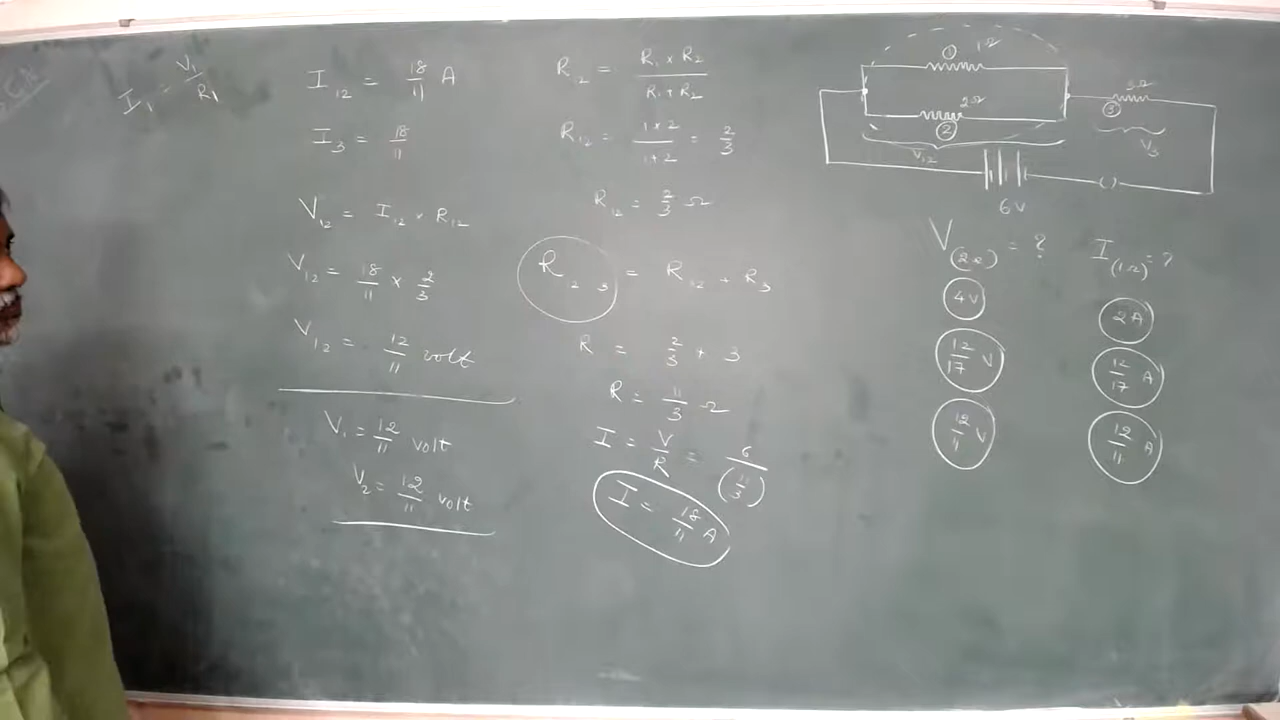 I₁ = V₁/R₁
I₁₂ = 18/11 A
I₃ = 18/11
V₁₂ = I₁₂ × R₁₂
V₁₂ = 18/11 × 2/3
V₁₂ = 12/11 volt
V₁ = 12/11 volt
V₂ = 12/11 volt
R₁₂ = R₁ × R₂ / R₁ + R₂
R₁₂ = 1×2 / 1+2 = 2/3
R₁₂ = 2/3 Ω
R₂ ₃ = R₁₂ + R₃
R = 2/3 + 3
R = 11/3 Ω
I = V/R = 6/(11/3)
I = 18/11 A
① 1Ω
2Ω
②
3Ω
③
V₁₂
V₃
6V
V(2Ω) = ? I(1Ω) = ?
4V 2A
12/17 V 12/17 A
12/11 V 12/11 A